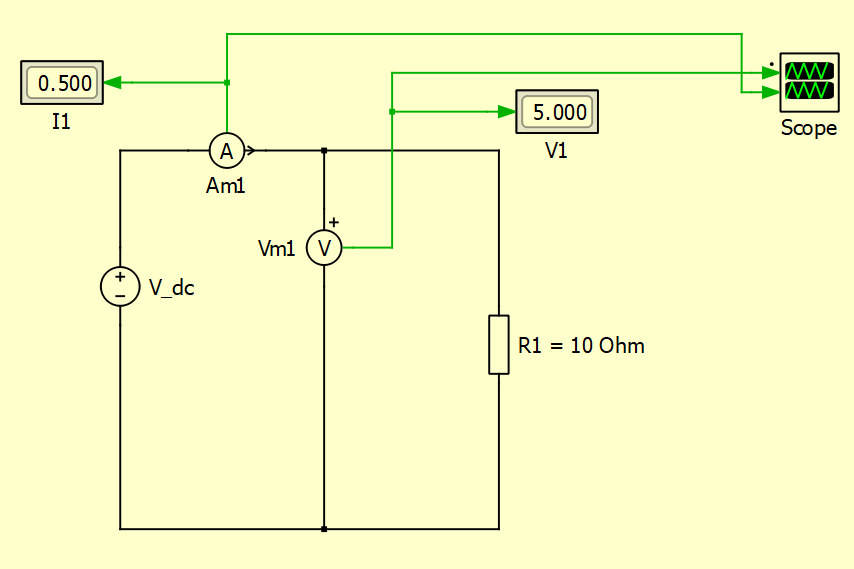 0.500
I1
5.000
V1
Scope
A
Am1
+
Vm1
V
+
−
V_dc
R1 = 10 Ohm